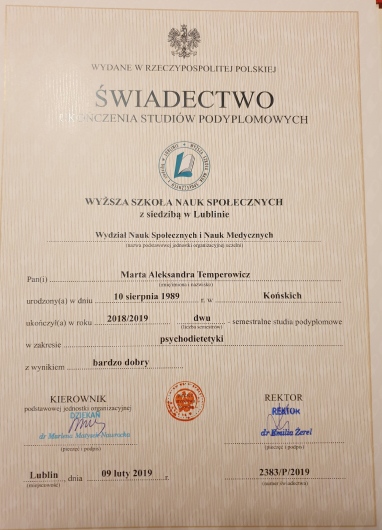 WYDANE W RZECZYPOSPOLITEJ POLSKIEJ
ŚWIADECTWO
UKOŃCZENIA STUDIÓW PODYPLOMOWYCH
WYŻSZA SZKOŁA NAUK SPOŁECZNYCH
z siedzibą w Lublinie
Wydział Nauk Społecznych i Nauk Medycznych
(nazwa podstawowej jednostki organizacyjnej uczelni)
Pan(i) Marta Aleksandra Temperowicz
(imię/imiona i nazwisko)
urodzony(a) w dniu 10 sierpnia 1989 r. w Końskich
ukończył(a) w roku 2018/2019 dwu - semestralne studia podyplomowe
(liczba semestrów)
w zakresie psychodietetyki
z wynikiem bardzo dobry
KIEROWNIK REKTOR
podstawowej jednostki organizacyjnej
DZIEKAN REKTOR
dr dr Emilia Żerel
(pieczęć i podpis) (pieczęć i podpis)
Lublin, dnia 09 luty 2019 r. 2383/P/2019
(miejscowość) (numer świadectwa)